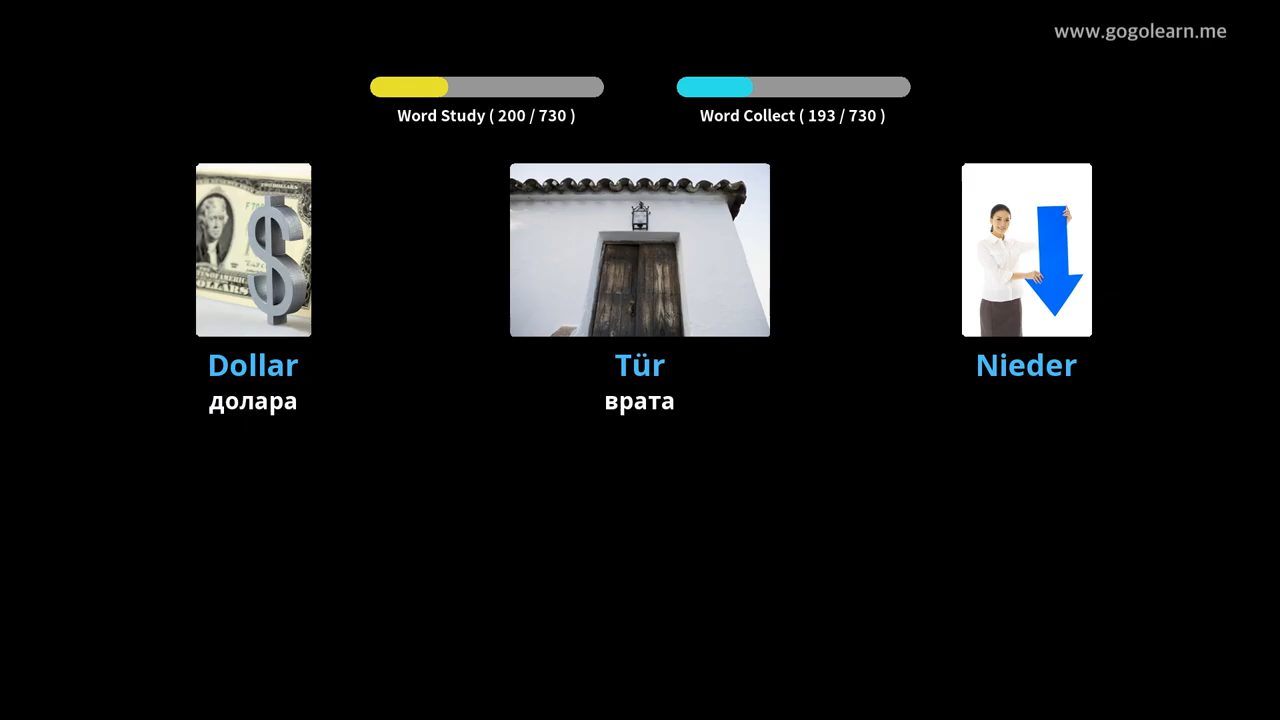 www.gogolearn.me
Word Study ( 200 / 730 )
Word Collect ( 193 / 730 )
Dollar
долара
Tür
врата
Nieder